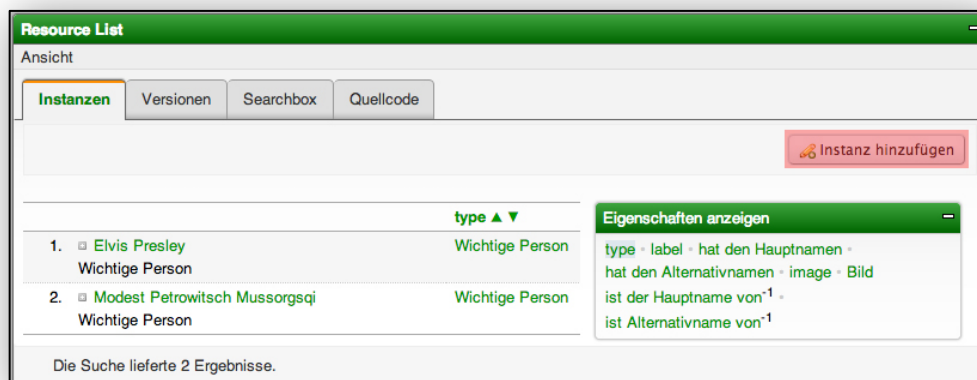 Resource List
Ansicht
Instanzen Versionen Searchbox Quellcode
Instanz hinzufügen
type ▲ ▼
1. Elvis Presley Wichtige Person
Wichtige Person
2. Modest Petrowitsch Mussorgsqi Wichtige Person
Wichtige Person
Eigenschaften anzeigen
type • label • hat den Hauptnamen •
hat den Alternativnamen • image • Bild
ist der Hauptname von⁻¹ •
ist Alternativname von⁻¹
Die Suche lieferte 2 Ergebnisse.